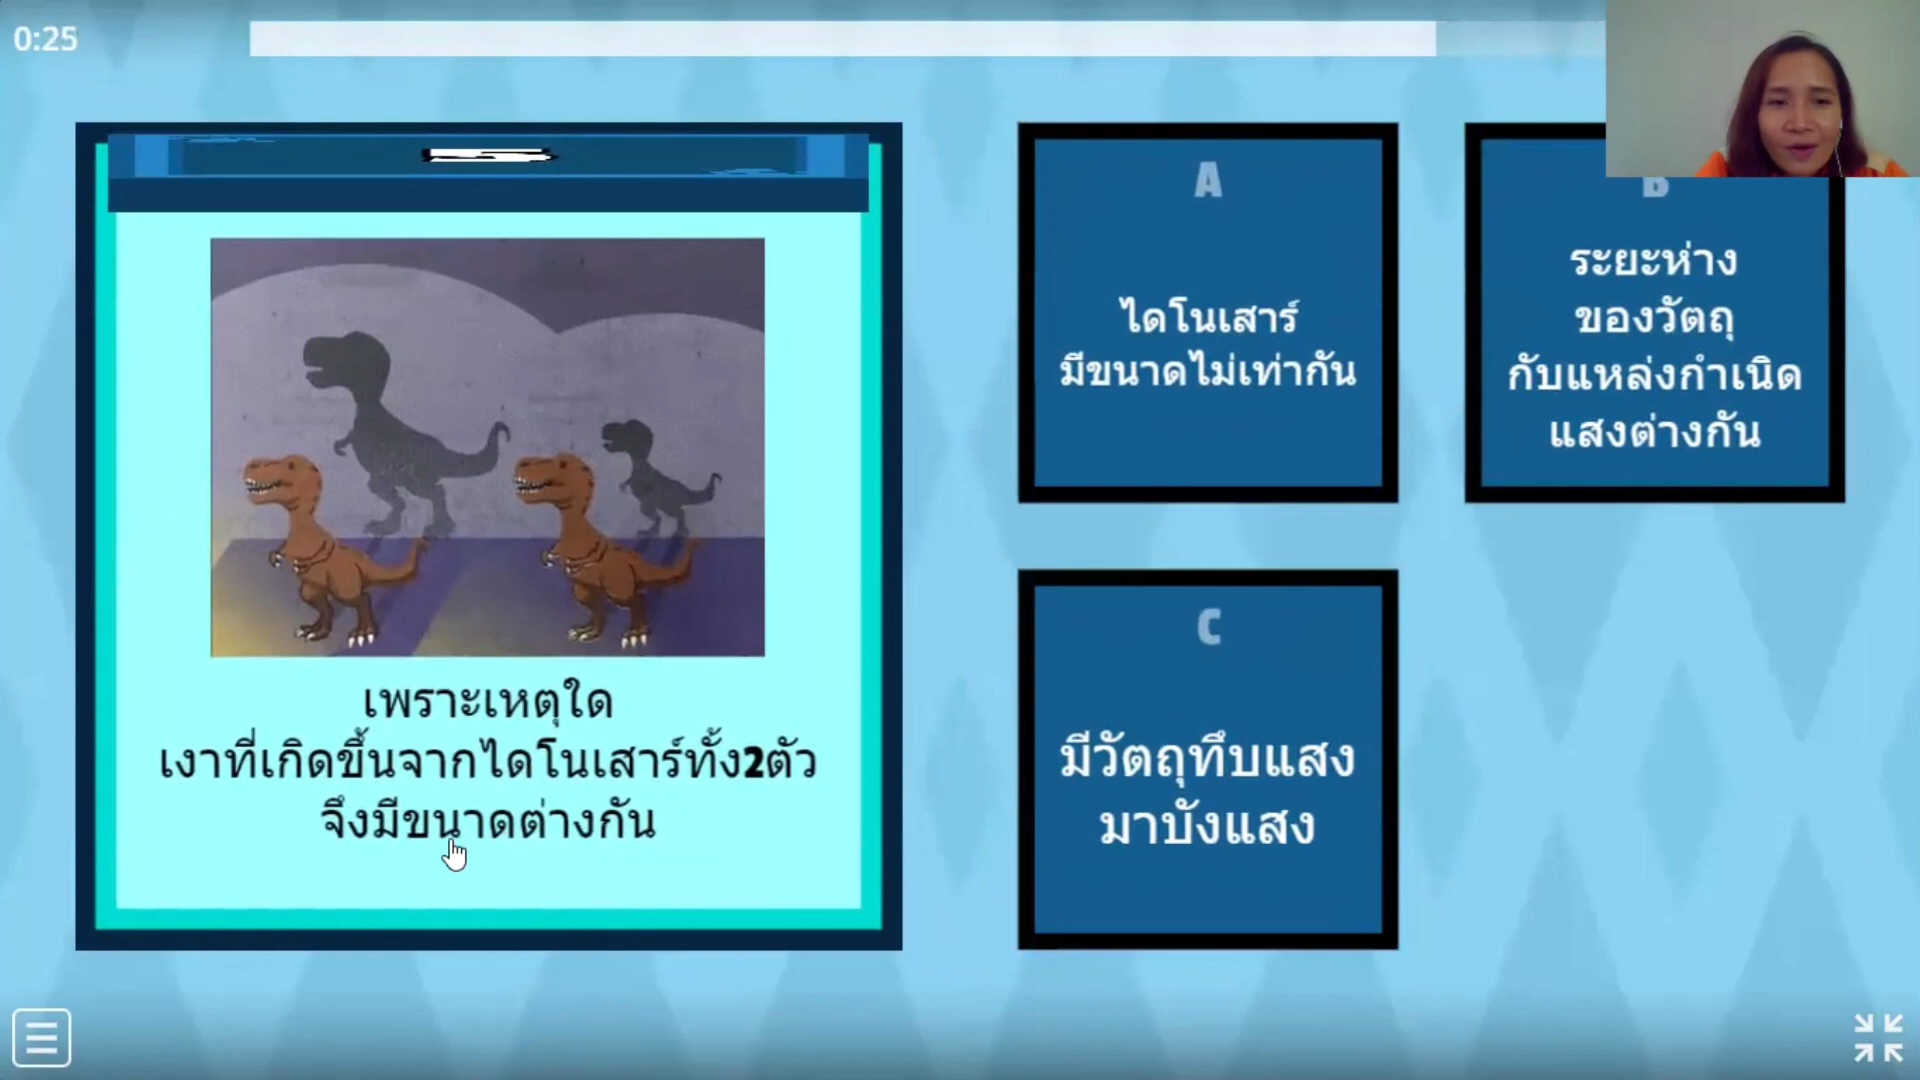 0:25
เพราะเหตุใด
เงาที่เกิดขึ้นจากไดโนเสาร์ทั้ง2ตัว
จึงมีขนาดต่างกัน
A
ไดโนเสาร์
มีขนาดไม่เท่ากัน
B
ระยะห่าง
ของวัตถุ
กับแหล่งกำเนิด
แสงต่างกัน
C
มีวัตถุทึบแสง
มาบังแสง